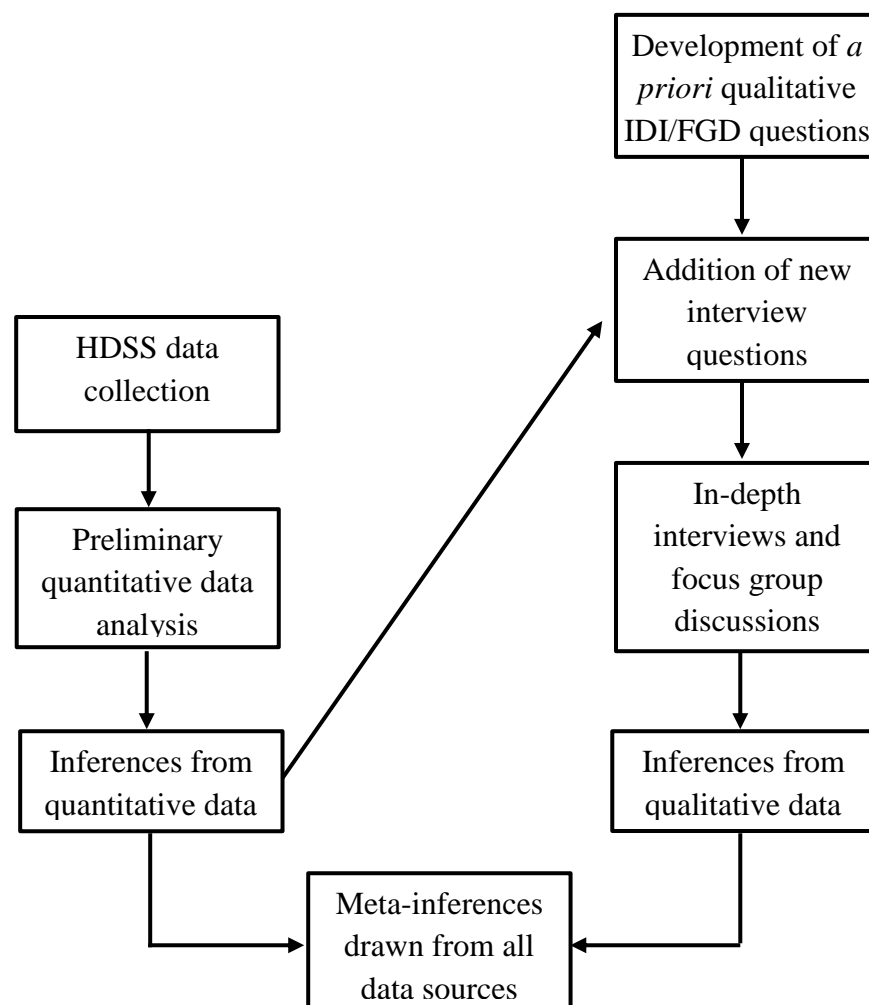 Development of a
priori qualitative
IDI/FGD questions
Addition of new
interview
questions
HDSS data
collection
In-depth
interviews and
focus group
discussions
Preliminary
quantitative data
analysis
Inferences from
quantitative data
Inferences from
qualitative data
Meta-inferences
drawn from all
data sources